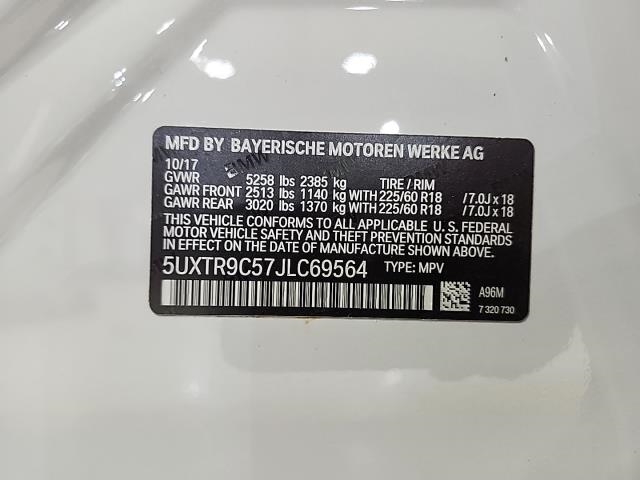 MFD BY BAYERISCHE MOTOREN WERKE AG
10/17 BMW
GVWR 5258 lbs 2385 kg TIRE / RIM
GAWR FRONT 2513 lbs 1140 kg WITH 225/60 R18 /7.0J x 18
GAWR REAR 3020 lbs 1370 kg WITH 225/60 R18 /7.0J x 18
THIS VEHICLE CONFORMS TO ALL APPLICABLE U. S. FEDERAL
MOTOR VEHICLE SAFETY AND THEFT PREVENTION STANDARDS
IN EFFECT ON THE DATE OF MANUFACTURE SHOWN ABOVE.
5UXTR9C57JLC69564 TYPE: MPV
A96M
7 320 730